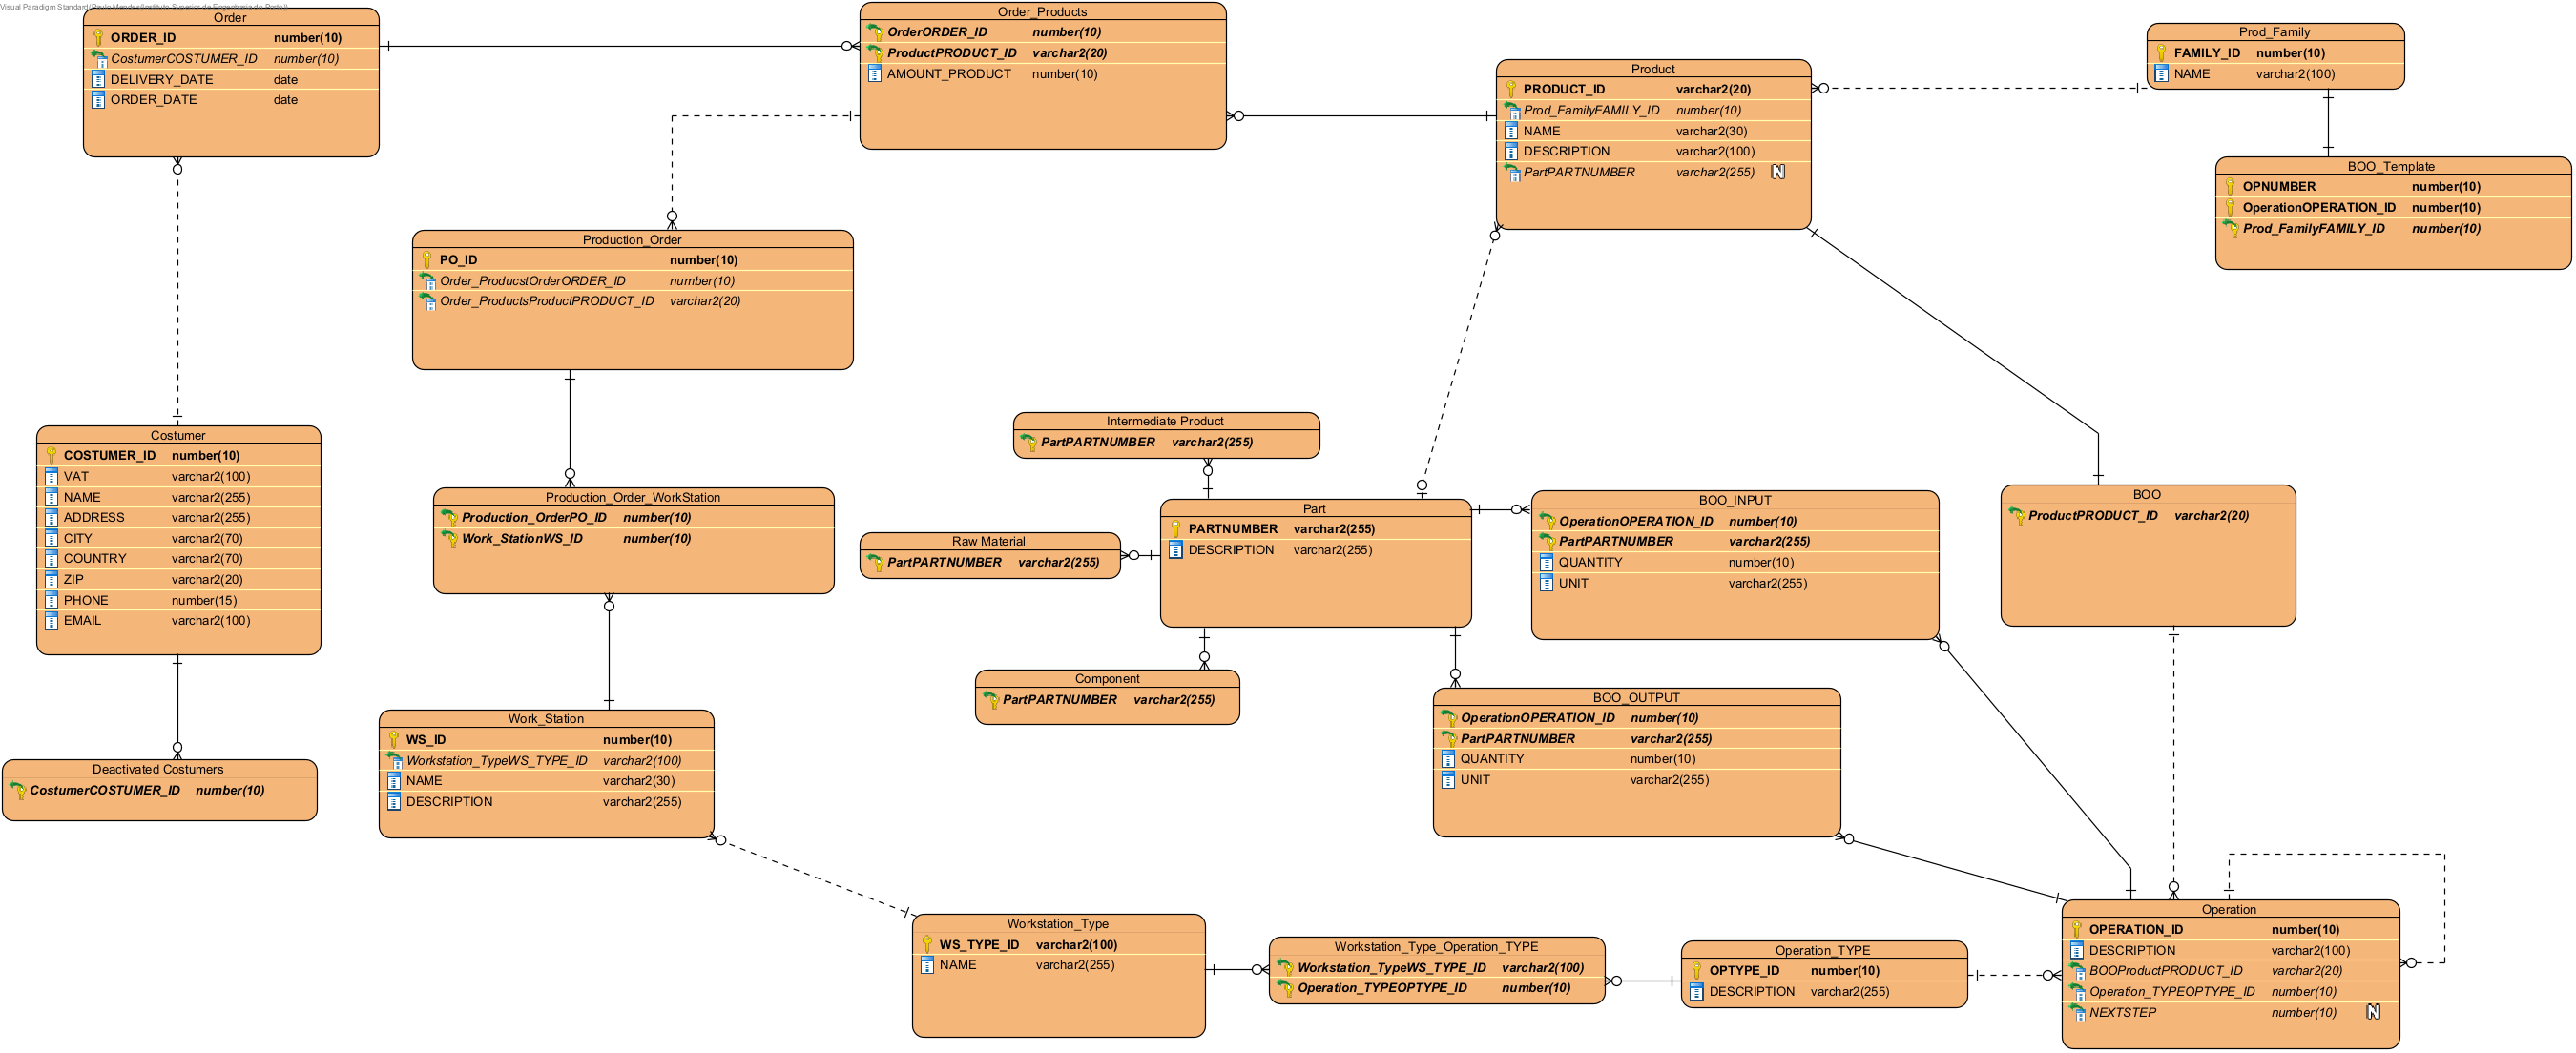 Visual Paradigm Standard(Paulo Mendes(Instituto Superior de Engenharia do Porto))
Order
ORDER_ID number(10)
CostumerCOSTUMER_ID number(10)
DELIVERY_DATE date
ORDER_DATE date
Order_Products
OrderORDER_ID number(10)
ProductPRODUCT_ID varchar2(20)
AMOUNT_PRODUCT number(10)
Product
PRODUCT_ID varchar2(20)
Prod_FamilyFAMILY_ID number(10)
NAME varchar2(30)
DESCRIPTION varchar2(100)
PartPARTNUMBER varchar2(255) N
Prod_Family
FAMILY_ID number(10)
NAME varchar2(100)
BOO_Template
OPNUMBER number(10)
OperationOPERATION_ID number(10)
Prod_FamilyFAMILY_ID number(10)
Production_Order
PO_ID number(10)
Order_ProducstOrderORDER_ID number(10)
Order_ProductsProductPRODUCT_ID varchar2(20)
Costumer
COSTUMER_ID number(10)
VAT varchar2(100)
NAME varchar2(255)
ADDRESS varchar2(255)
CITY varchar2(70)
COUNTRY varchar2(70)
ZIP varchar2(20)
PHONE number(15)
EMAIL varchar2(100)
Intermediate Product
PartPARTNUMBER varchar2(255)
Production_Order_WorkStation
Production_OrderPO_ID number(10)
Work_StationWS_ID number(10)
Raw Material
PartPARTNUMBER varchar2(255)
Part
PARTNUMBER varchar2(255)
DESCRIPTION varchar2(255)
BOO_INPUT
OperationOPERATION_ID number(10)
PartPARTNUMBER varchar2(255)
QUANTITY number(10)
UNIT varchar2(255)
BOO
ProductPRODUCT_ID varchar2(20)
Component
PartPARTNUMBER varchar2(255)
BOO_OUTPUT
OperationOPERATION_ID number(10)
PartPARTNUMBER varchar2(255)
QUANTITY number(10)
UNIT varchar2(255)
Work_Station
WS_ID number(10)
Workstation_TypeWS_TYPE_ID varchar2(100)
NAME varchar2(30)
DESCRIPTION varchar2(255)
Deactivated Costumers
CostumerCOSTUMER_ID number(10)
Workstation_Type
WS_TYPE_ID varchar2(100)
NAME varchar2(255)
Workstation_Type_Operation_TYPE
Workstation_TypeWS_TYPE_ID varchar2(100)
Operation_TYPEOPTYPE_ID number(10)
Operation_TYPE
OPTYPE_ID number(10)
DESCRIPTION varchar2(255)
Operation
OPERATION_ID number(10)
DESCRIPTION varchar2(100)
BOOProductPRODUCT_ID varchar2(20)
Operation_TYPEOPTYPE_ID number(10)
NEXTSTEP number(10) N